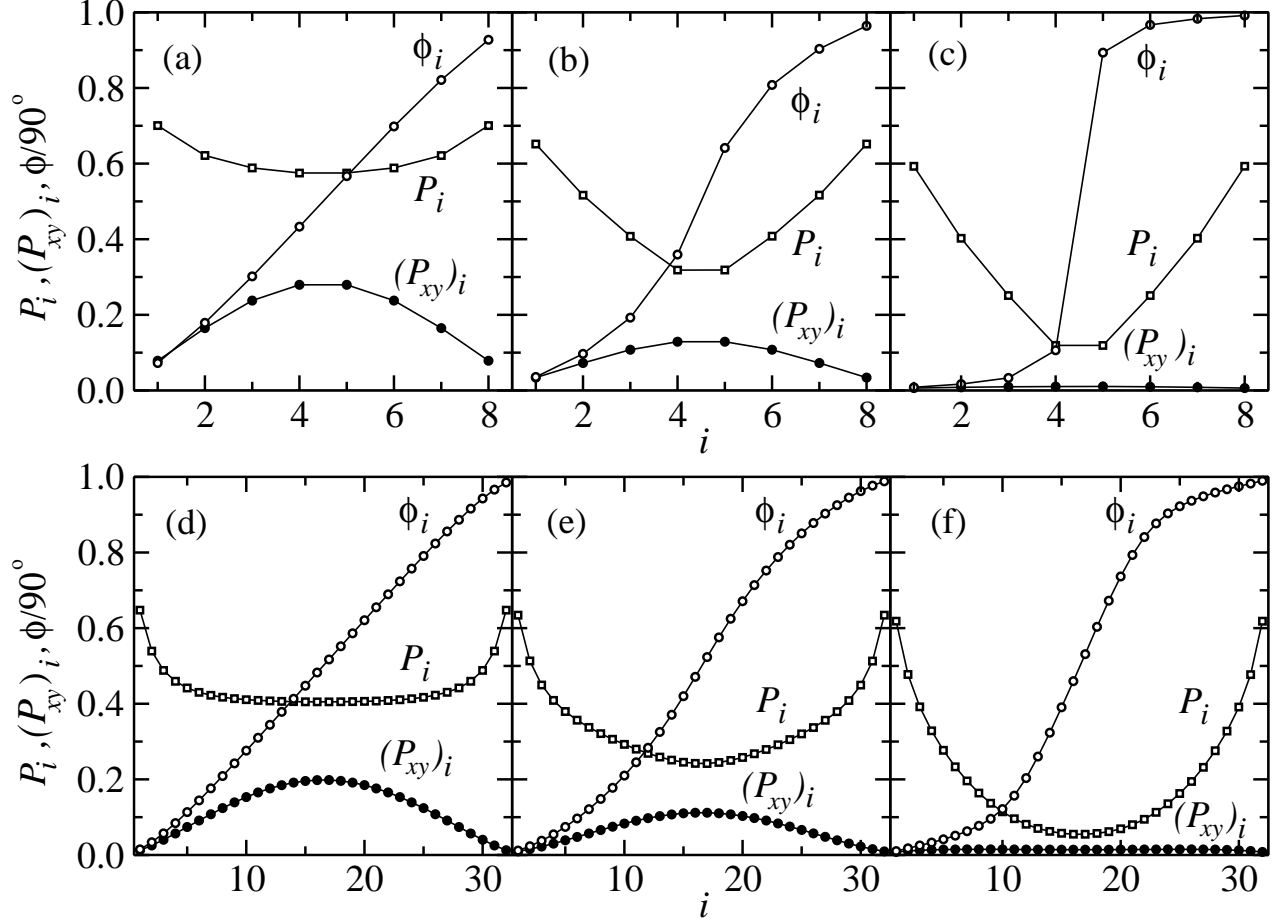 P_i , (P_xy)_i , ϕ/90°
1.0
0.8
0.6
0.4
0.2
0.0
(a)
ϕ_i
P_i
(P_xy)_i
(b)
ϕ_i
P_i
(P_xy)_i
(c)
ϕ_i
P_i
(P_xy)_i
2 4 6 8 2 4 6 8 2 4 6 8
i
P_i , (P_xy)_i , ϕ/90°
1.0
0.8
0.6
0.4
0.2
0.0
(d)
ϕ_i
P_i
(P_xy)_i
(e)
ϕ_i
P_i
(P_xy)_i
(f)
ϕ_i
P_i
(P_xy)_i
10 20 30 10 20 30 10 20 30
i